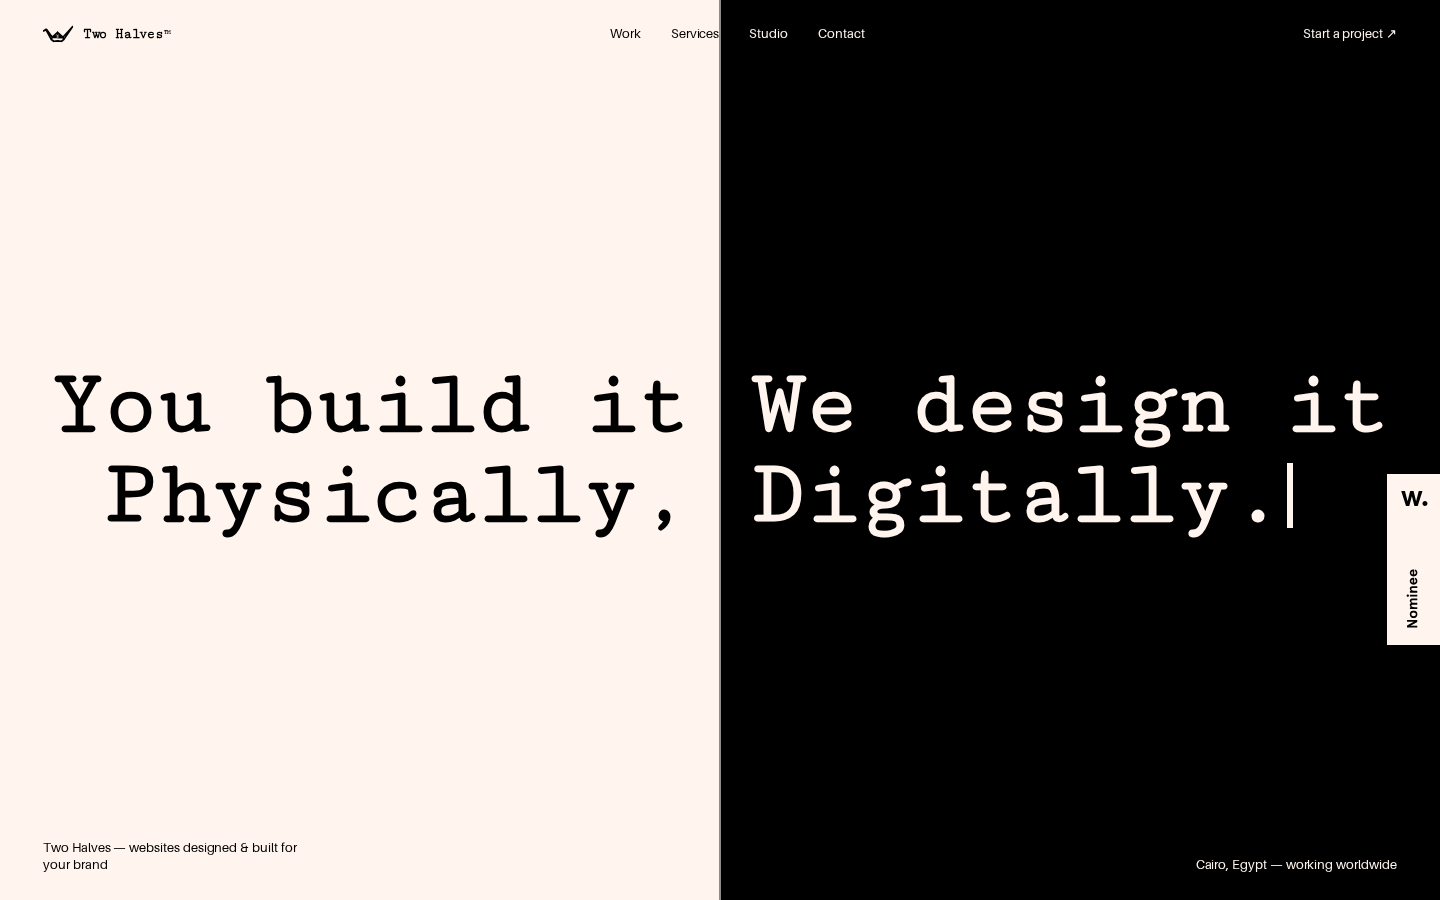 Two Halves™
Work
Services
Studio
Contact
Start a project ↗
You build it
Physically,
We design it
Digitally.
W.
Nominee
Two Halves — websites designed & built for
your brand
Cairo, Egypt — working worldwide